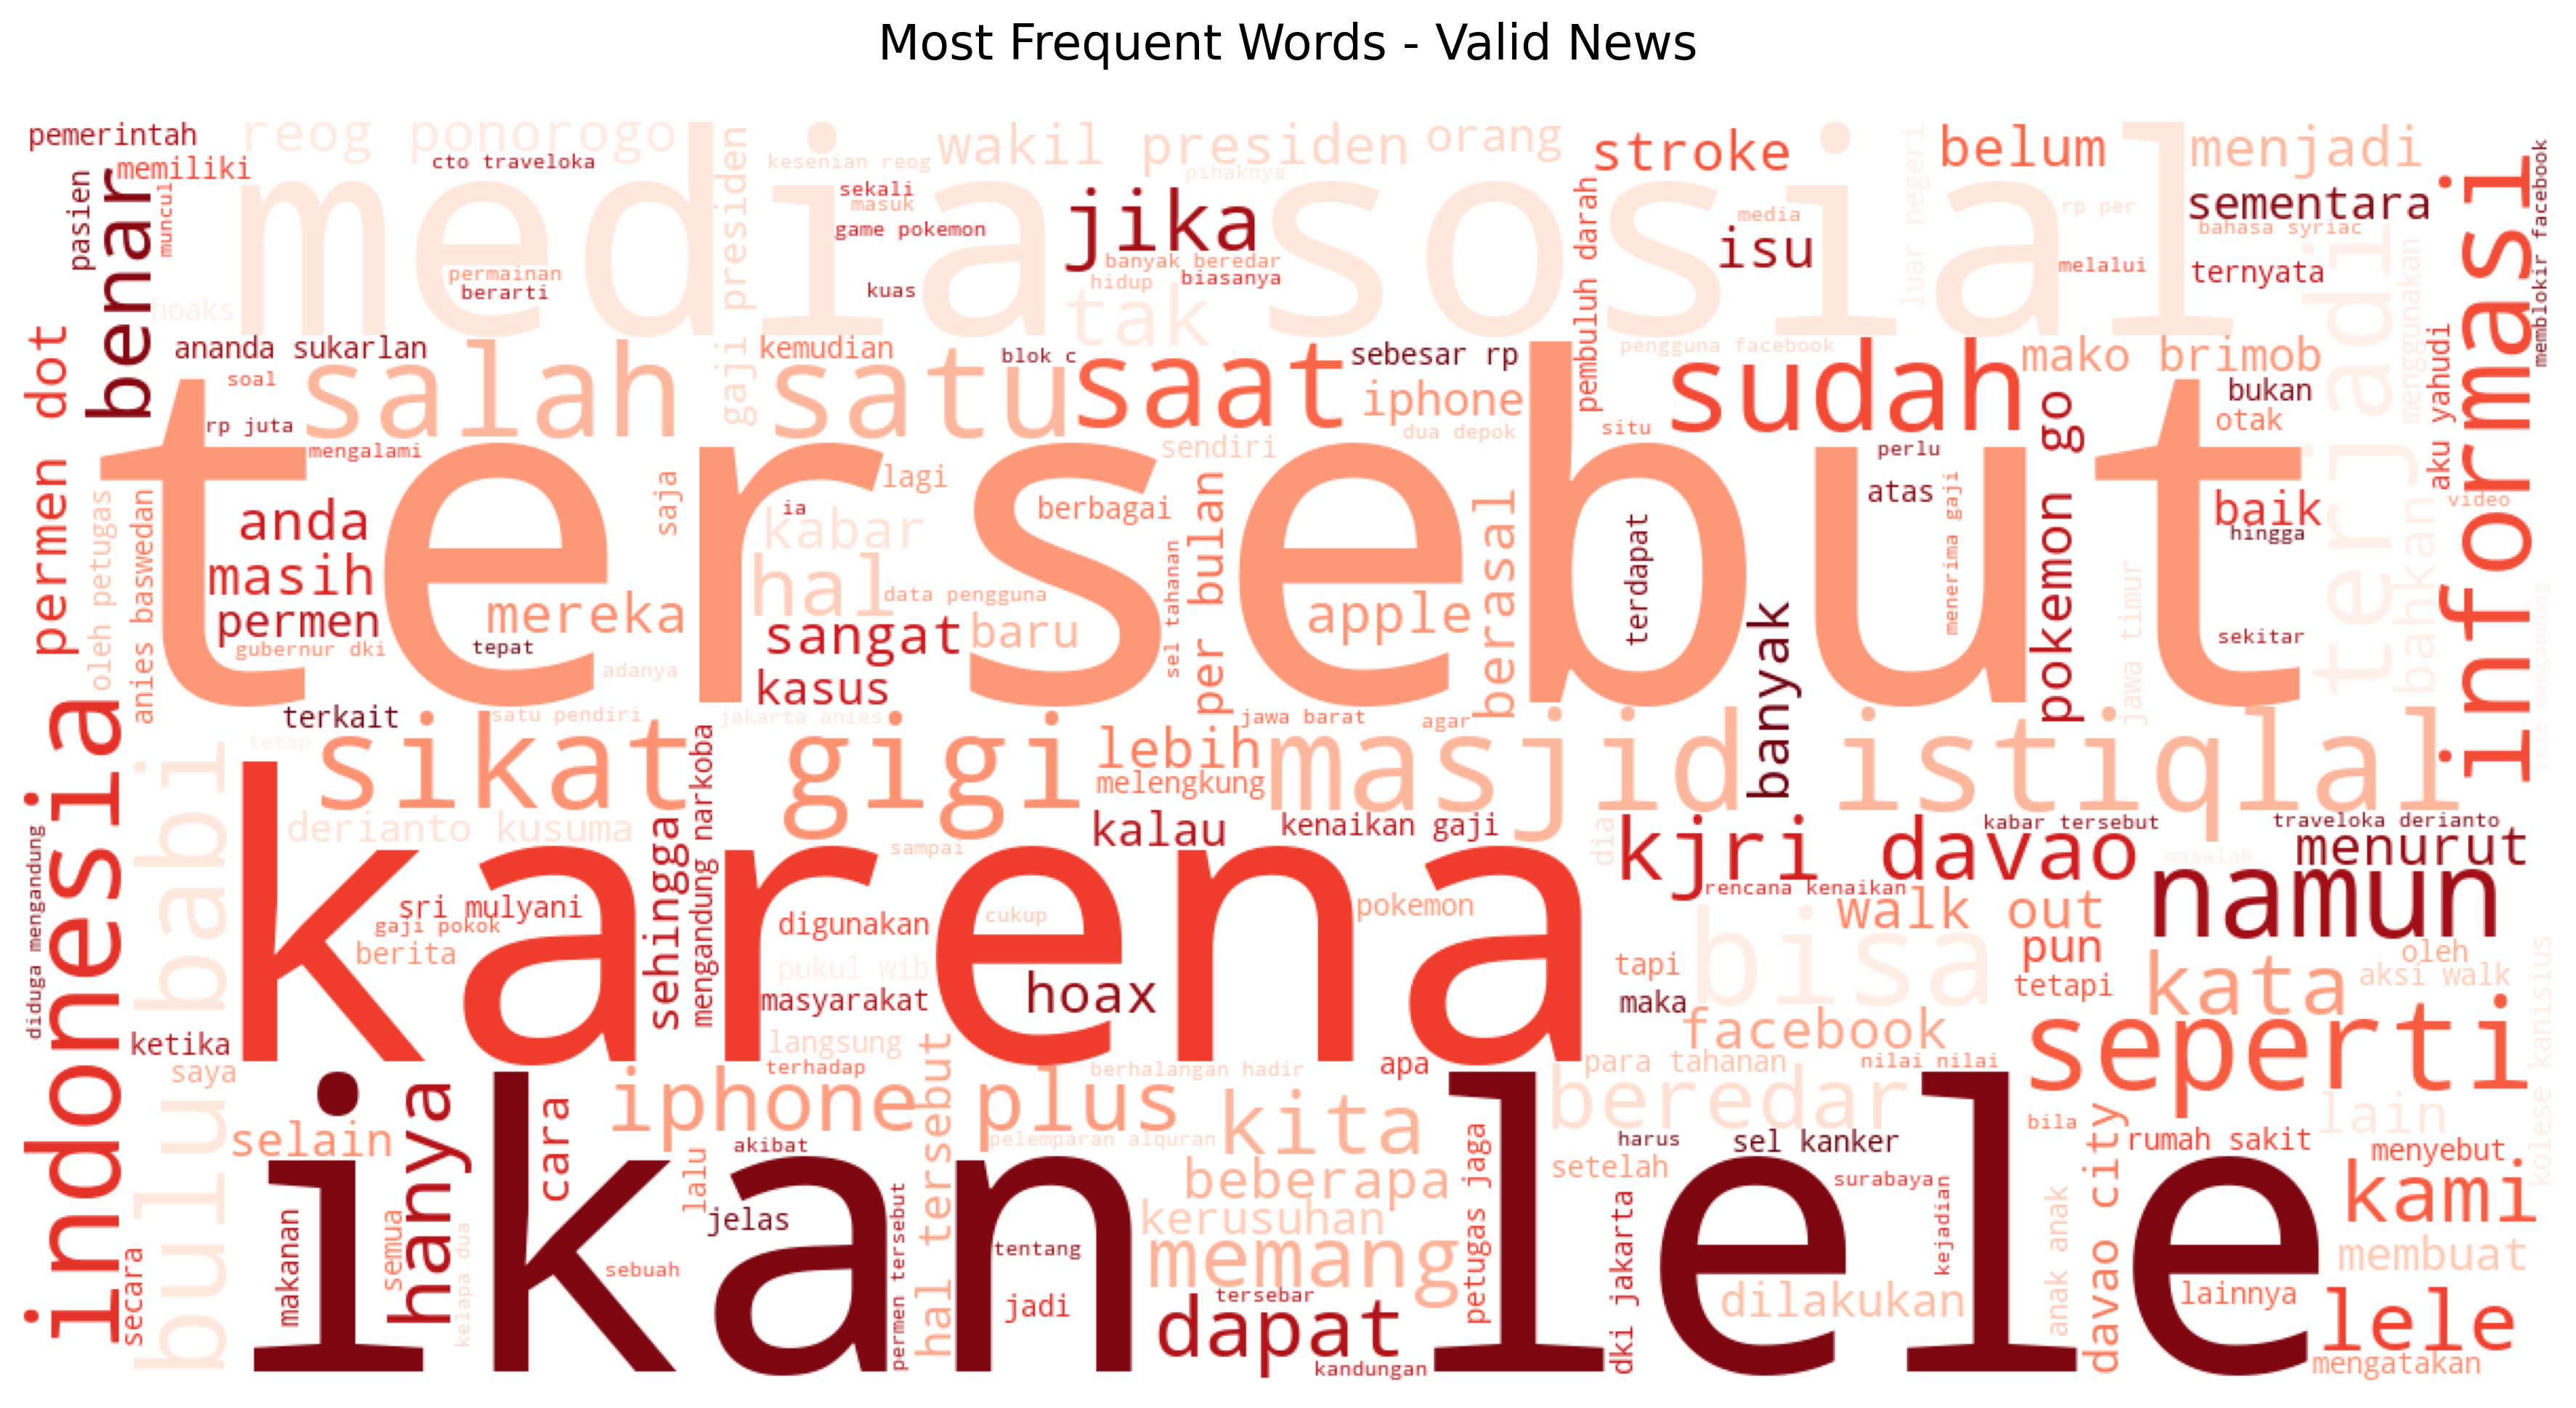 Most Frequent Words - Valid News
pemerintah
reog ponorogo
wakil presiden
orang
stroke
belum
menjadi
memiliki
cto traveloka
kesenian reog
pihaknya
media sosial
pasien
muncul
benar
hoaks
gaji presiden
sekali
masuk
game pokemon
jika
permainan
berarti
kuas
banyak beredar
hidup
biasanya
tak
pembuluh darah
isu
media
luar negeri
rp per
melalui
sementara
bahasa syriac
ternyata
terjadi
menggunakan
informasi
memblokir facebook
permen dot
ananda sukarlan
soal
salah satu
kemudian
blok c
saat
sebesar rp
iphone
pengguna facebook
dua depok
situ
sudah
mako brimob
bukan
otak
aku yahudi
rp juta
mengalami
tersebut
sendiri
lagi
saja
ia
kabar
berbagai
per bulan
berasal
perlu
atas
menerima gaji
pokemon go
baik
hingga
video
oleh petugas
anies baswedan
anda
masih
permen
gubernur dki
mereka
tepat
adanya
hal
data pengguna
sangat
baru
kasus
sel tahanan
apple
terdapat
banyak
jawa timur
sekitar
bahkan
lele mengandung
indonesia
bulu babi
terkait
satu pendiri
jakarta anies
jawa barat
agar
tetap
sikat gigi
lebih
melengkung
masjid istiqlal
derianto kusuma
mengandung narkoba
sehingga
sampai
kalau
kenaikan gaji
dia
kjri davao
kabar tersebut
traveloka derianto
menurut
masalah
diduga mengandung
karena
sri mulyani
gaji pokok
berita
digunakan
cukup
pokemon
rencana kenaikan
walk out
namun
pukul wib
masyarakat
hoax
tapi
maka
bisa
pun
tetapi
kata
oleh
aksi walk
kolese kanisius
ketika
saya
langsung
terhadap
berhalangan hadir
apa
facebook
para tahanan
nilai nilai
seperti
ikan lele
hanya
cara
selain
iphone plus
hal tersebut
pelemparan alquran
kita
beredar
lain
bila
davao city
rumah sakit
menyebut
kami
akibat
lalu
jelas
beberapa
kerusuhan
memang
petugas jaga
setelah
harus
sel kanker
surabaya
kejadian
anak anak
membuat
makanan
semua
kelapa dua
sebuah
permen tersebut
tentang
jadi
tersebar
dapat
kandungan
dki jakarta
dilakukan
lainnya
lele
mengatakan
secara